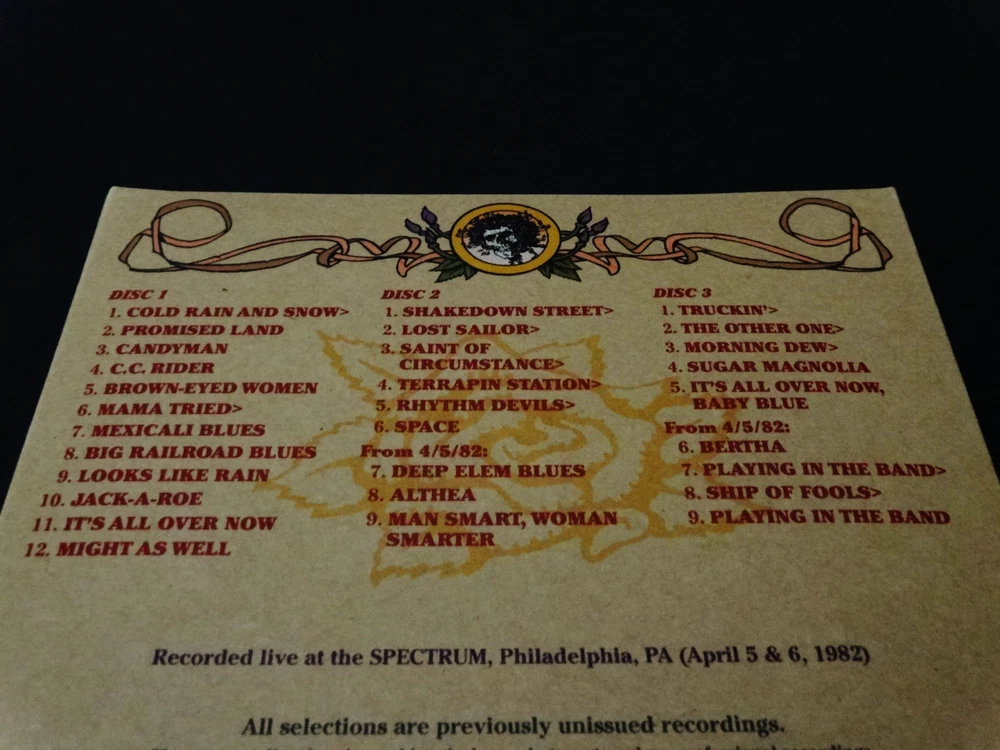 DISC 1
1. COLD RAIN AND SNOW>
2. PROMISED LAND
3. CANDYMAN
4. C.C. RIDER
5. BROWN-EYED WOMEN
6. MAMA TRIED>
7. MEXICALI BLUES
8. BIG RAILROAD BLUES
9. LOOKS LIKE RAIN
10. JACK-A-ROE
11. IT'S ALL OVER NOW
12. MIGHT AS WELL
DISC 2
1. SHAKEDOWN STREET>
2. LOST SAILOR>
3. SAINT OF
CIRCUMSTANCE>
4. TERRAPIN STATION>
5. RHYTHM DEVILS>
6. SPACE
From 4/5/82:
7. DEEP ELEM BLUES
8. ALTHEA
9. MAN SMART, WOMAN
SMARTER
DISC 3
1. TRUCKIN'>
2. THE OTHER ONE>
3. MORNING DEW>
4. SUGAR MAGNOLIA
5. IT'S ALL OVER NOW,
BABY BLUE
From 4/5/82:
6. BERTHA
7. PLAYING IN THE BAND>
8. SHIP OF FOOLS>
9. PLAYING IN THE BAND
Recorded live at the SPECTRUM, Philadelphia, PA (April 5 & 6, 1982)
All selections are previously unissued recordings.